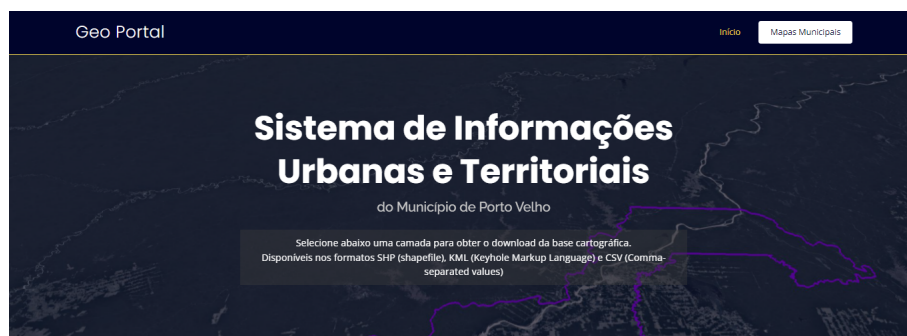 Geo Portal
Início
Mapas Municipais
Sistema de Informações
Urbanas e Territoriais
do Município de Porto Velho
Selecione abaixo uma camada para obter o download da base cartográfica.
Disponíveis nos formatos SHP (shapefile), KML (Keyhole Markup Language) e CSV (Comma-
separated values)